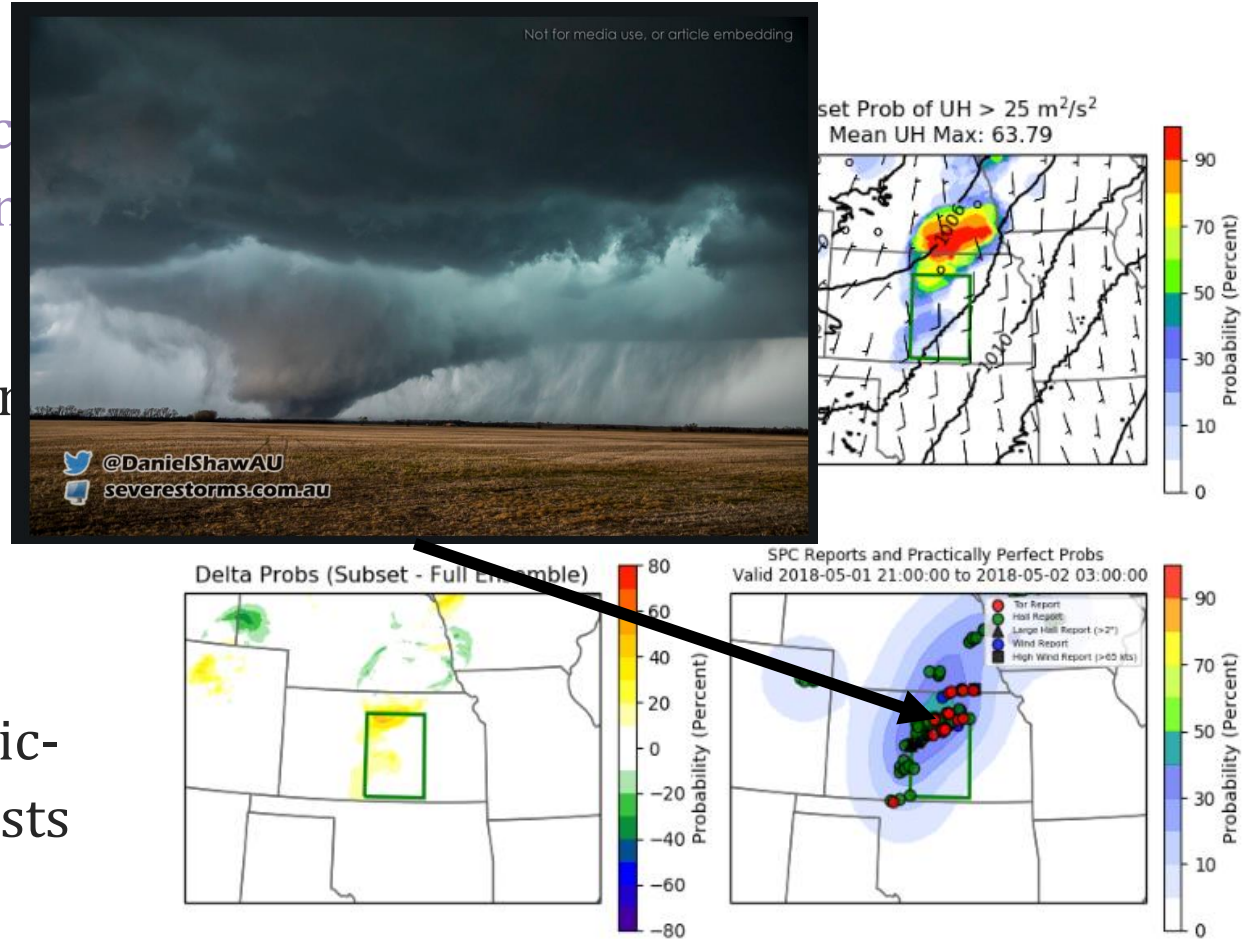 Not for media use, or article embedding
@DanielShawAU
severestorms.com.au
set Prob of UH > 25 m²/s²
Mean UH Max: 63.79
1006
1010
90
70
50
30
10
0
Probability (Percent)
ic-
sts
Delta Probs (Subset - Full Ensemble)
80
60
40
20
0
−20
−40
−60
−80
Probability (Percent)
SPC Reports and Practically Perfect Probs
Valid 2018-05-01 21:00:00 to 2018-05-02 03:00:00
Tor Report
Hail Report
Large Hail Report (>2")
Wind Report
High Wind Report (>65 kts)
90
70
50
30
10
0
Probability (Percent)